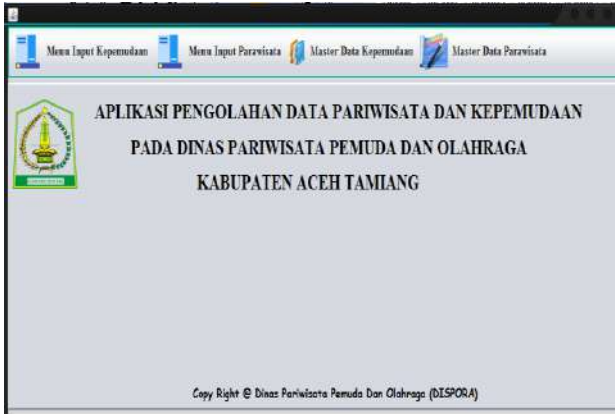 Menu Input Kepemudaan Menu Input Parawisata Master Data Kepemudaan Master Data Parawisata
APLIKASI PENGOLAHAN DATA PARIWISATA DAN KEPEMUDAAN
PADA DINAS PARIWISATA PEMUDA DAN OLAHRAGA
KABUPATEN ACEH TAMIANG
Copy Right @ Dinas Pariwisata Pemuda Dan Olahraga (DISPORA)